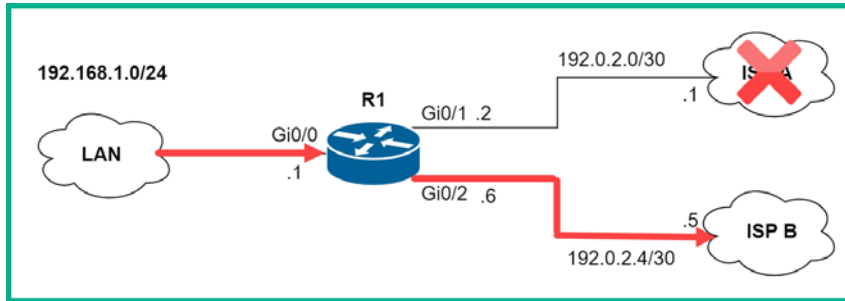 192.0.2.0/30
192.168.1.0/24
R1
.1
Gi0/1 .2
Gi0/0
LAN
.1
Gi0/2 .6
.5
ISP B
192.0.2.4/30